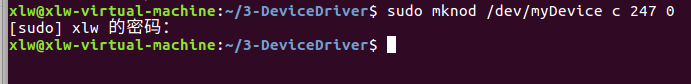 xlw@xlw-virtual-machine:~/3-DeviceDriver$ sudo mknod /dev/myDevice c 247 0
[sudo] xlw 的密码：
xlw@xlw-virtual-machine:~/3-DeviceDriver$